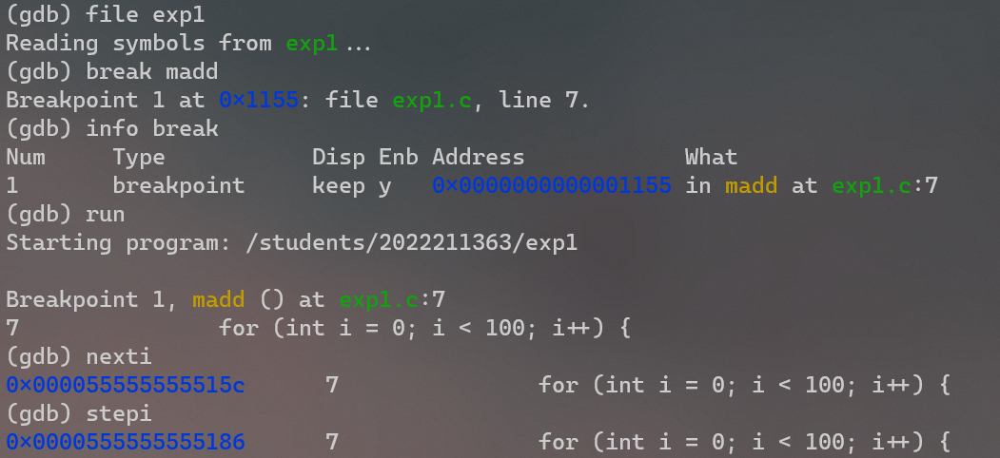 (gdb) file exp1
Reading symbols from exp1...
(gdb) break madd
Breakpoint 1 at 0x1155: file exp1.c, line 7.
(gdb) info break
Num     Type           Disp Enb Address            What
1       breakpoint     keep y   0x0000000000001155 in madd at exp1.c:7
(gdb) run
Starting program: /students/2022211363/exp1

Breakpoint 1, madd () at exp1.c:7
7               for (int i = 0; i < 100; i++) {
(gdb) nexti
0x000055555555515c      7               for (int i = 0; i < 100; i++) {
(gdb) stepi
0x0000555555555186      7               for (int i = 0; i < 100; i++) {